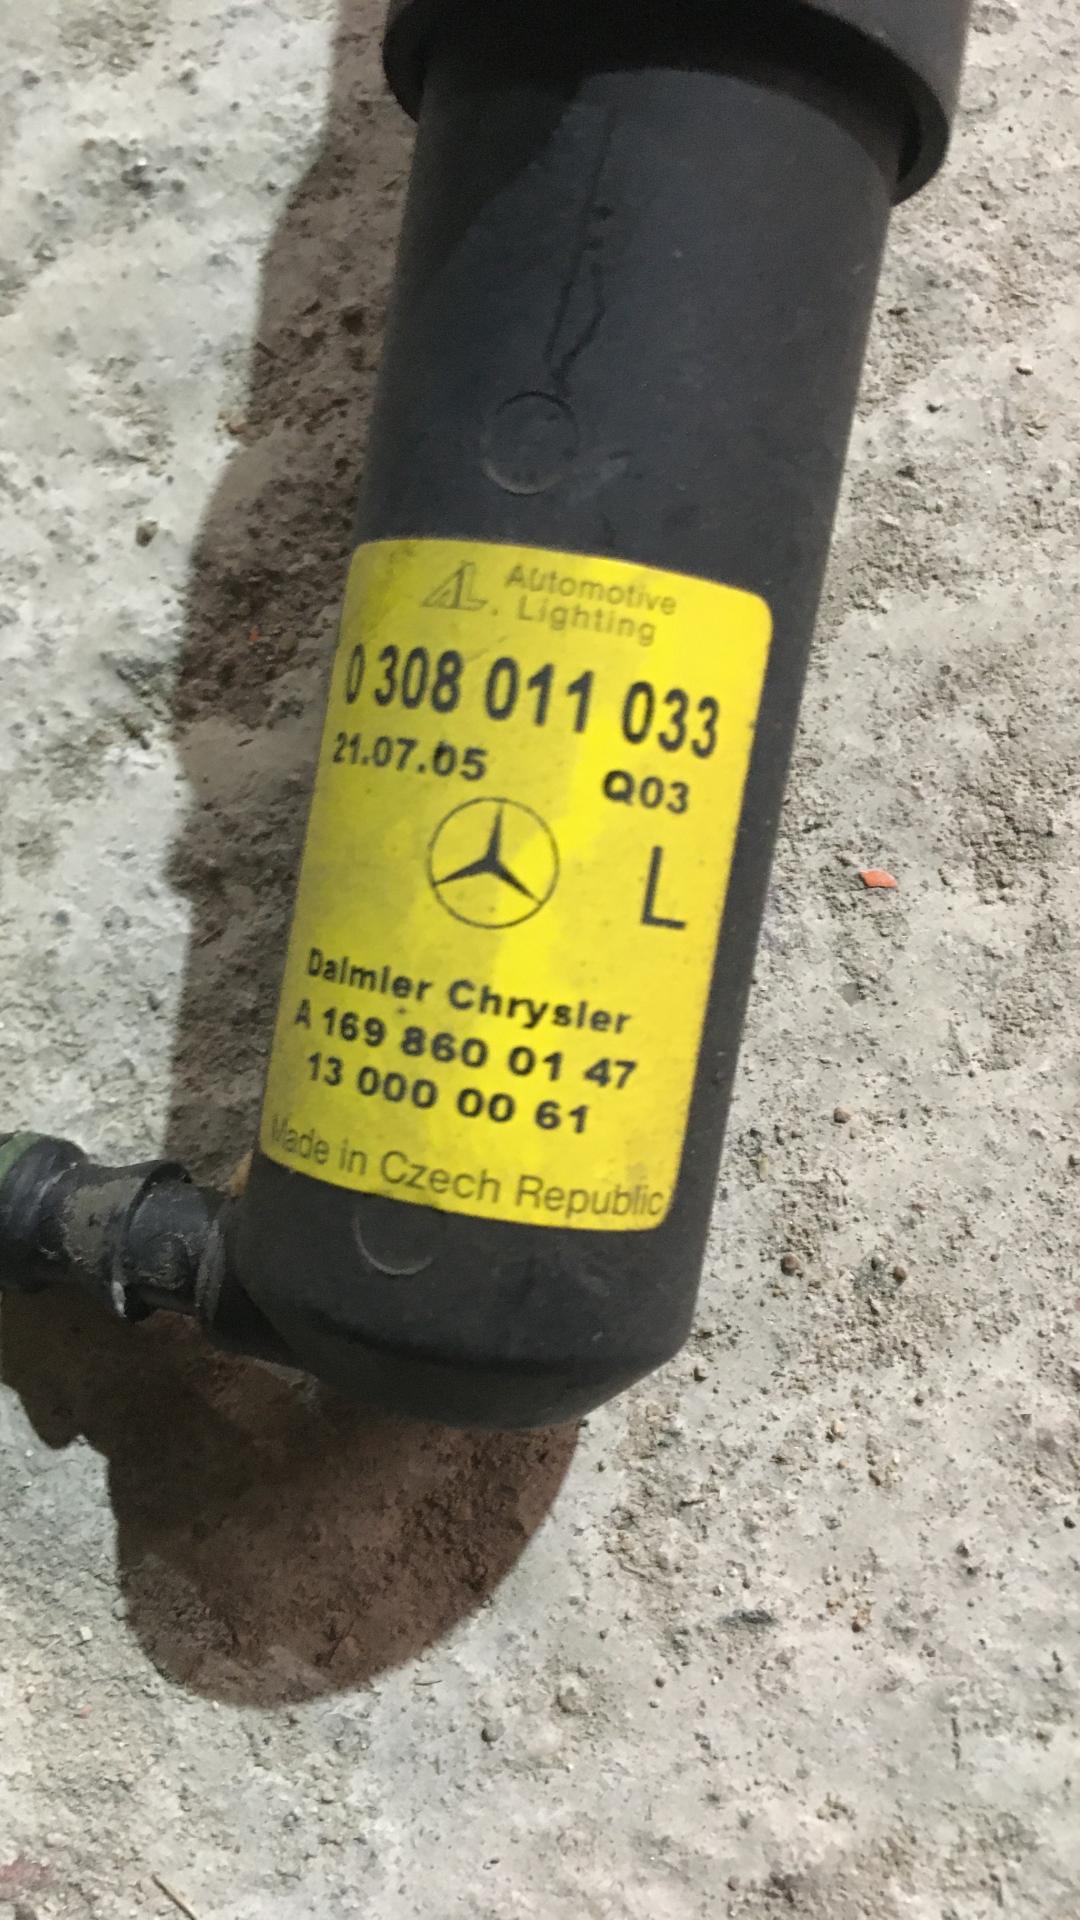 AL. Automotive
Lighting
0 308 011 033
21.07.05 Q03
L
Daimler Chrysler
A 169 860 01 47
13 000 00 61
Made in Czech Republic